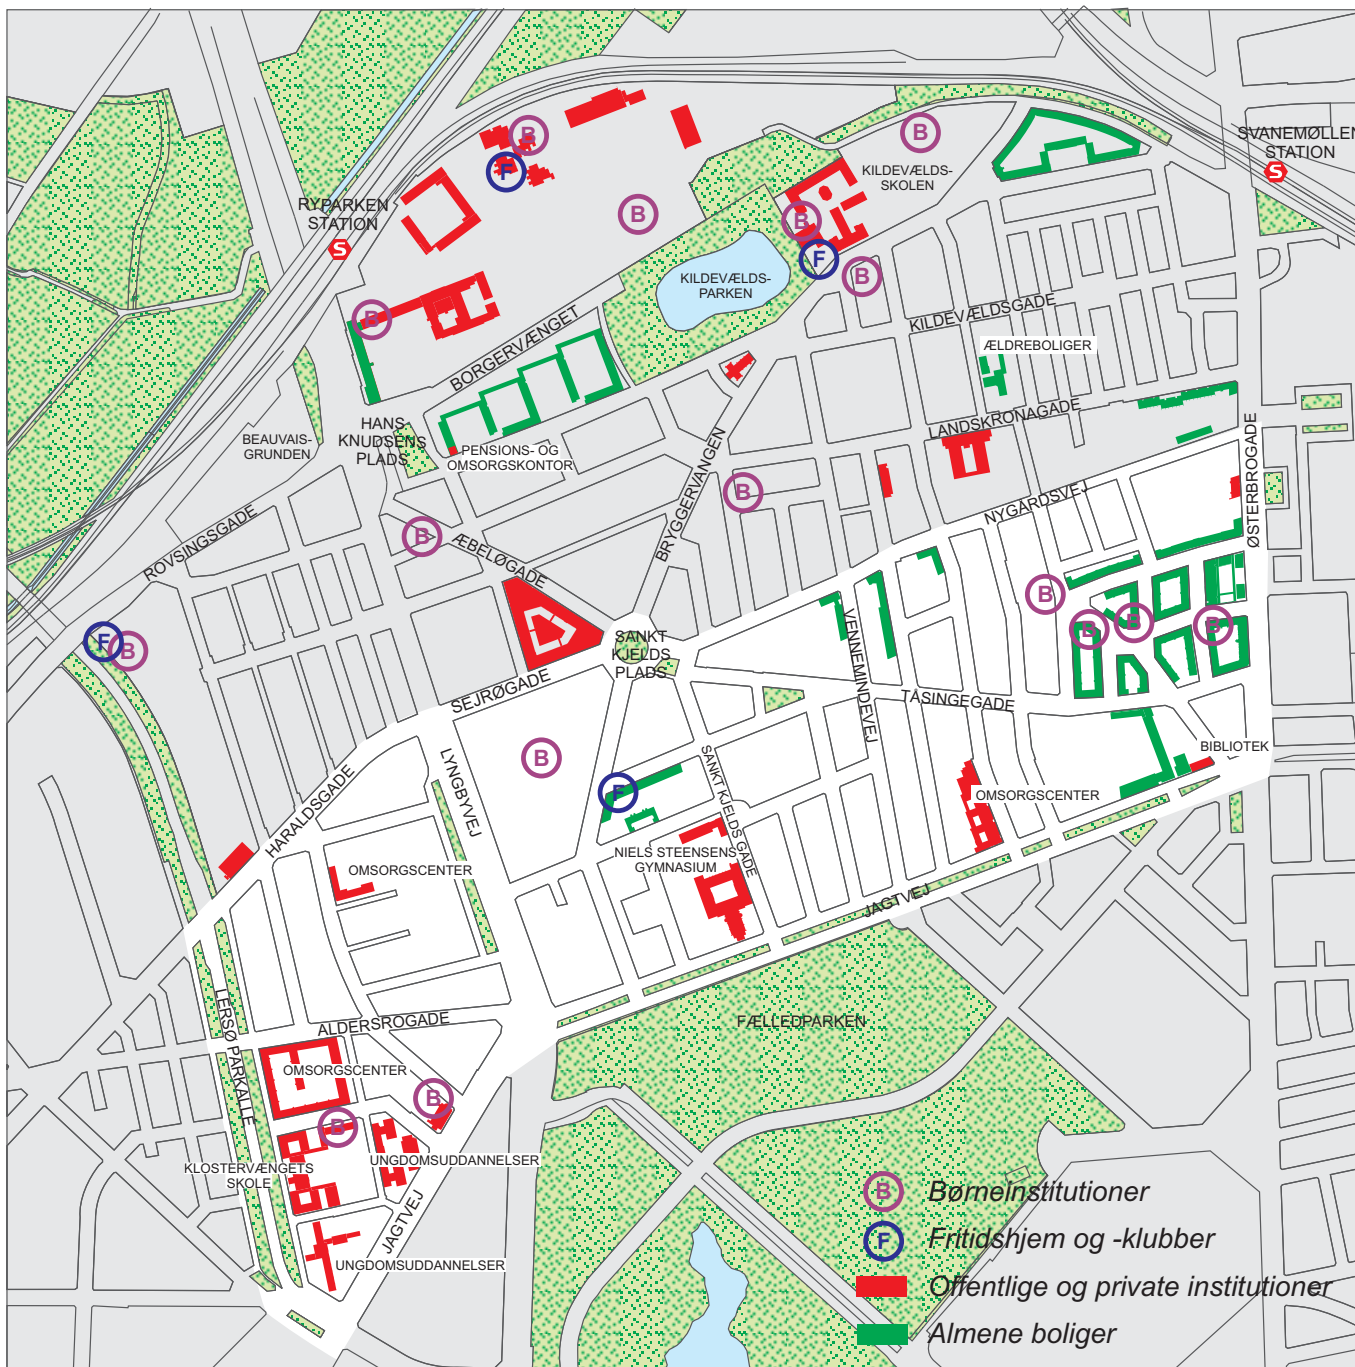 SVANEMØLLEN
STATION
S
B
B
F
KILDEVÆLDS-
SKOLEN
RYPARKEN
STATION
S
B
B
F
B
KILDEVÆLDS-
PARKEN
B
KILDEVÆLDSGADE
BORGERVÆNGET
ÆLDREBOLIGER
HANS
KNUDSENS
PLADS
BEAUVAIS-
GRUNDEN
PENSIONS- OG
OMSORGSKONTOR
LANDSKRONAGADE
ØSTERBROGADE
BRYGGERVANGEN
B
NYGÅRDSVEJ
ROVSINGSGADE
B
ÆBELØGADE
B
B
B
B
F
B
SANKT
KJELDS
PLADS
VENNEMINDEVEJ
SEJRØGADE
TÅSINGEGADE
LYNGBYVEJ
B
SANKT KJELDS GADE
BIBLIOTEK
F
OMSORGSCENTER
HARALDSGADE
OMSORGSCENTER
NIELS STEENSENS
GYMNASIUM
JAGTVEJ
LERSØ PARKALLE
ALDERSROGADE
FÆLLEDPARKEN
OMSORGSCENTER
B
B
KLOSTERVÆNGETS
SKOLE
UNGDOMSUDDANNELSER
JAGTVEJ
UNGDOMSUDDANNELSER
B Børneinstitutioner
F Fritidshjem og -klubber
Offentlige og private institutioner
Almene boliger